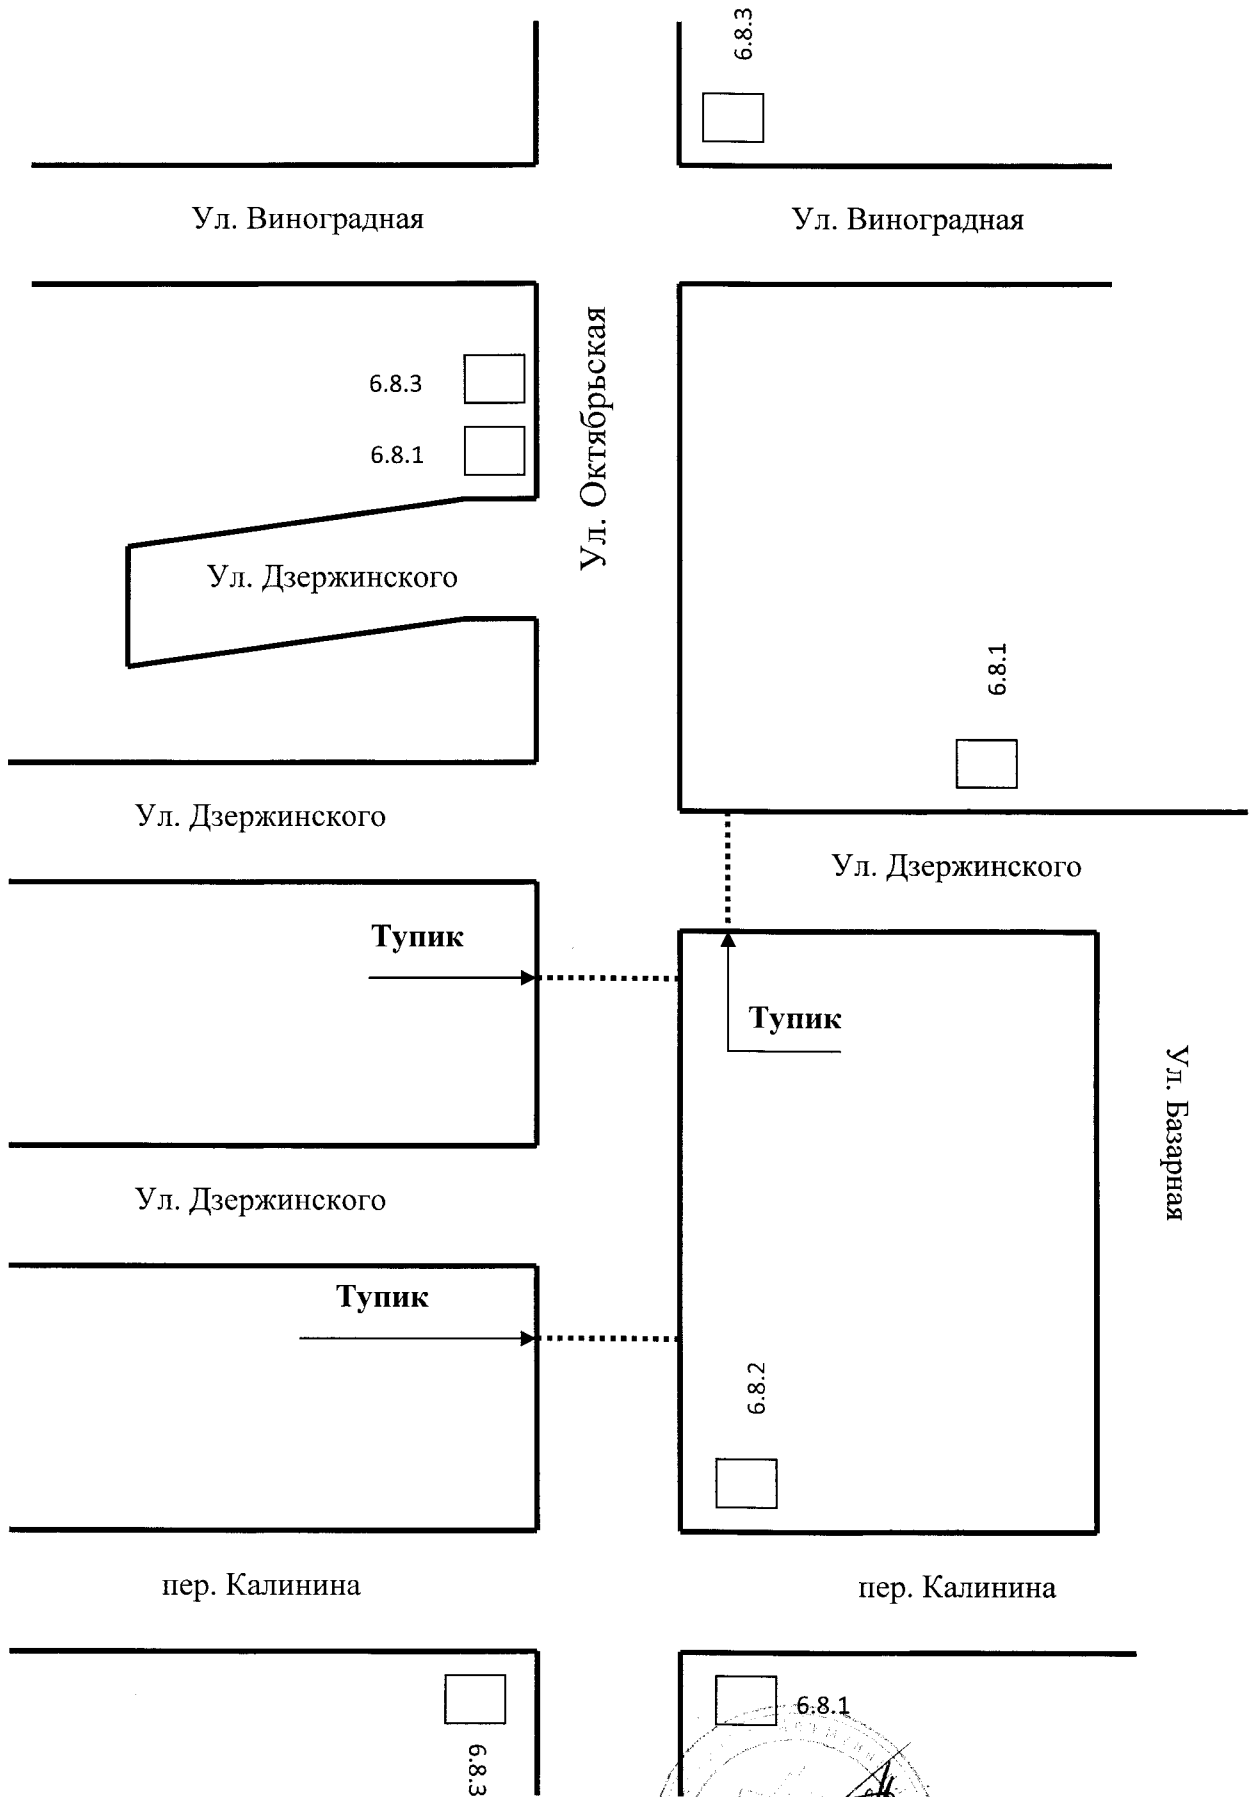 6.8.3
Ул. Виноградная
Ул. Виноградная
Ул. Октябрьская
6.8.3
6.8.1
Ул. Дзержинского
6.8.1
Ул. Дзержинского
Ул. Дзержинского
Тупик
Тупик
Ул. Базарная
Ул. Дзержинского
Тупик
6.8.2
пер. Калинина
пер. Калинина
6.8.1
6.8.3